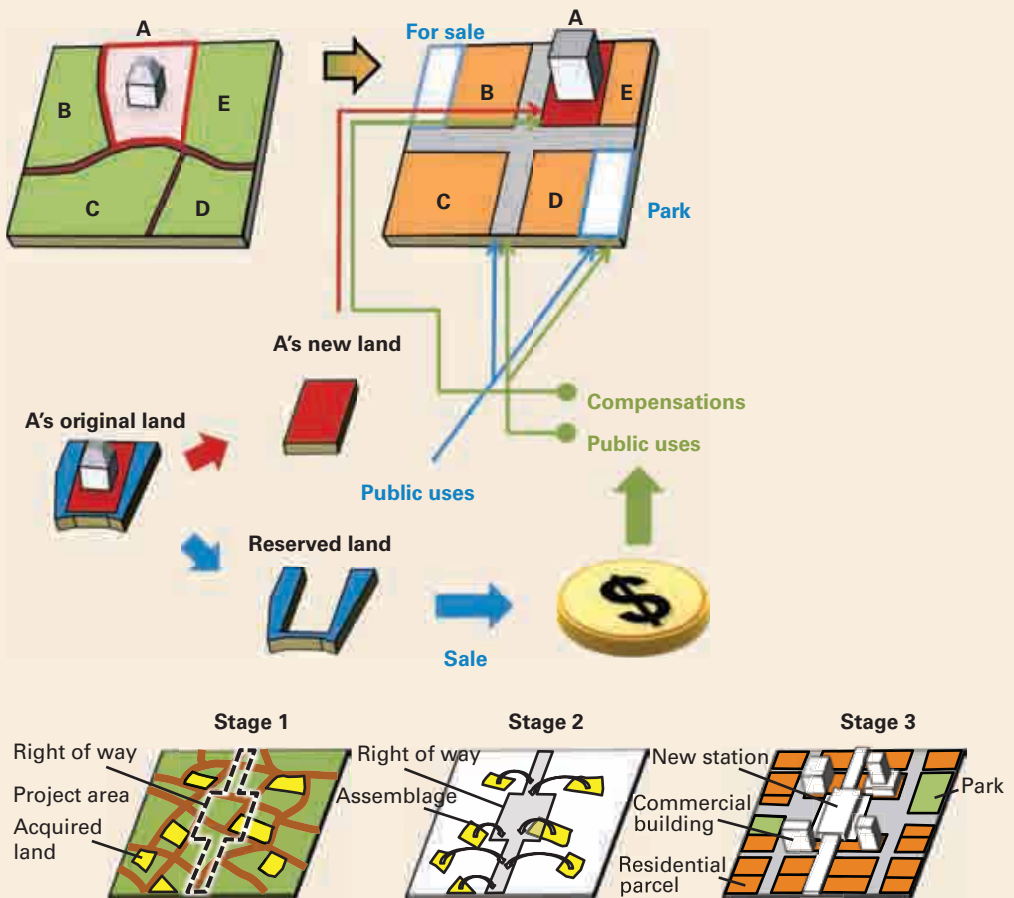 A
B
E
C
D
For sale
A
B
E
C
D
Park
A's new land
A's original land
Compensations
Public uses
Public uses
Reserved land
$
Sale
Stage 1
Right of way
Project area
Acquired
land
Stage 2
Right of way
Assemblage
Stage 3
New station
Park
Commercial
building
Residential
parcel